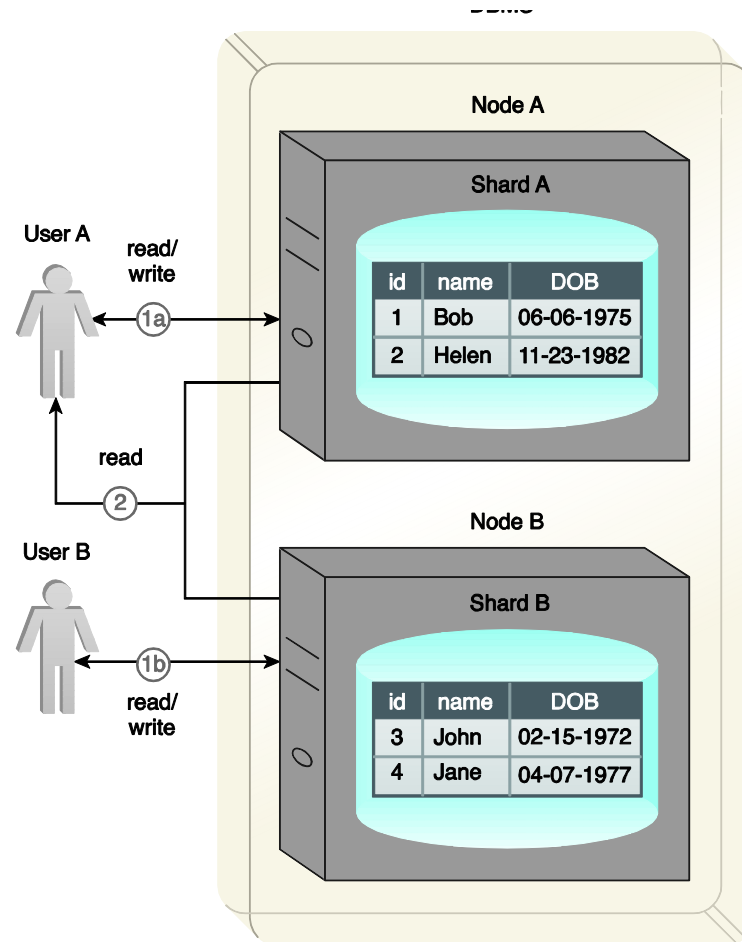 Node A
Shard A
id name DOB
1 Bob 06-06-1975
2 Helen 11-23-1982
User A
read/
write
1a
read
2
Node B
Shard B
id name DOB
3 John 02-15-1972
4 Jane 04-07-1977
User B
1b
read/
write